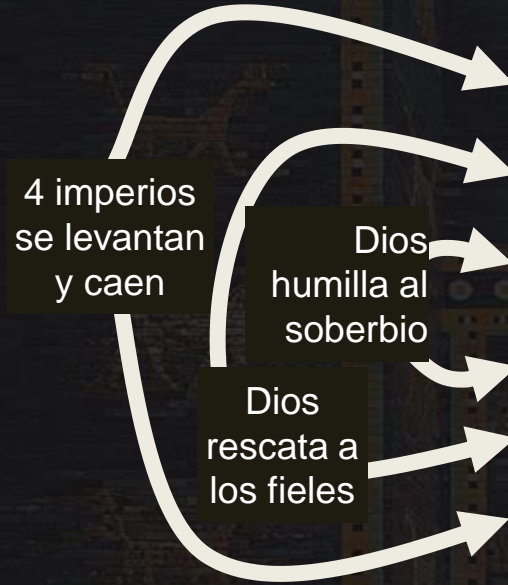 4 imperios
se levantan
y caen
Dios
humilla al
soberbio
Dios
rescata a
los fieles